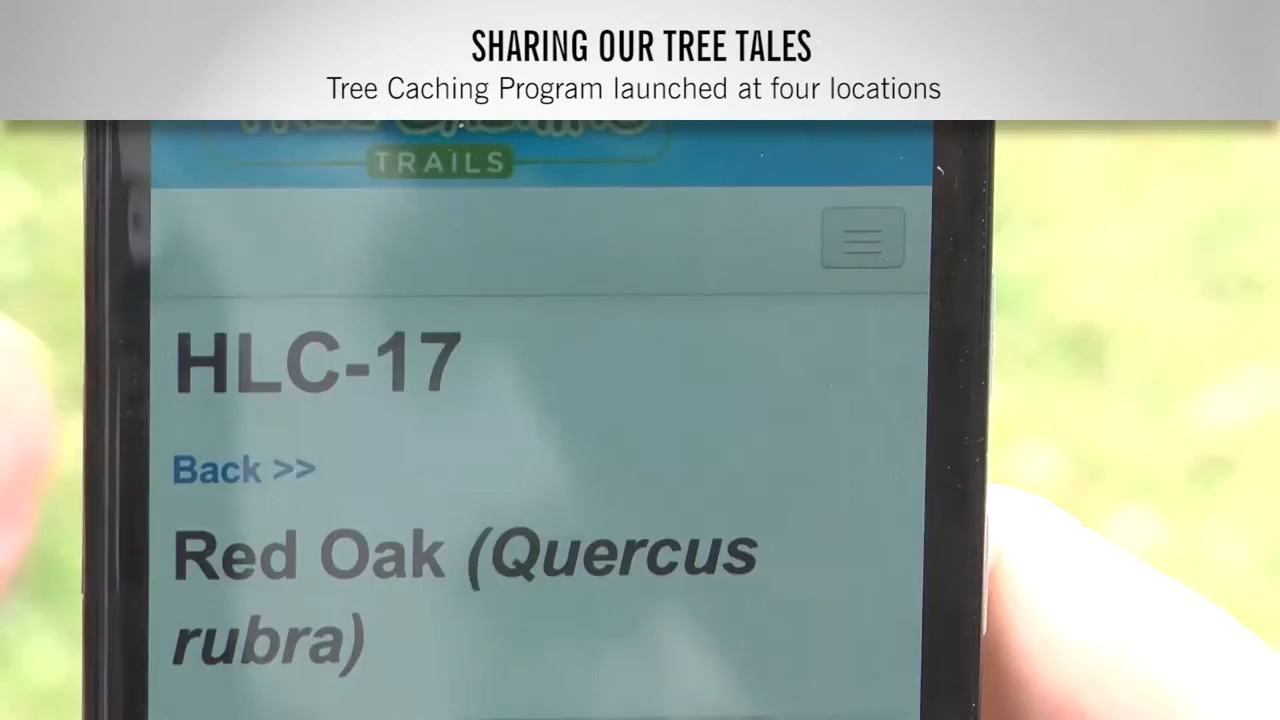 SHARING OUR TREE TALES
Tree Caching Program launched at four locations
TRAILS
HLC-17
Back >>
Red Oak (Quercus
rubra)